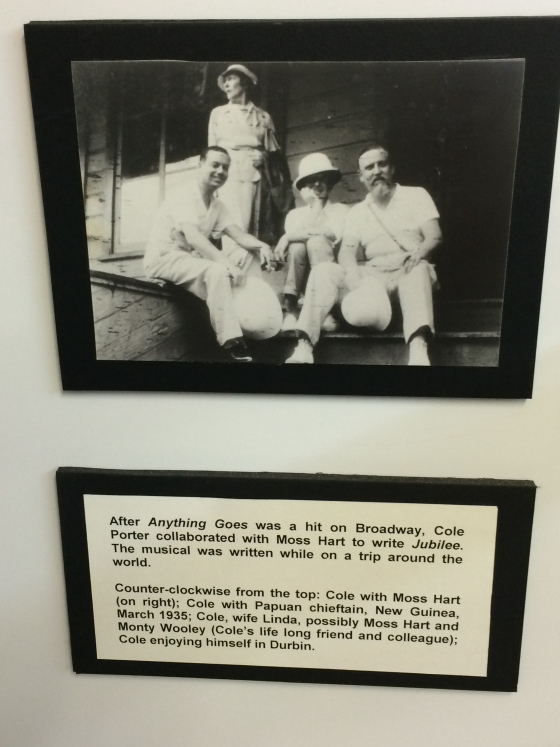 After Anything Goes was a hit on Broadway, Cole
Porter collaborated with Moss Hart to write Jubilee.
The musical was written while on a trip around the
world.
Counter-clockwise from the top: Cole with Moss Hart
(on right); Cole with Papuan chieftain, New Guinea,
March 1935; Cole, wife Linda, possibly Moss Hart and
Monty Wooley (Cole's life long friend and colleague);
Cole enjoying himself in Durbin.